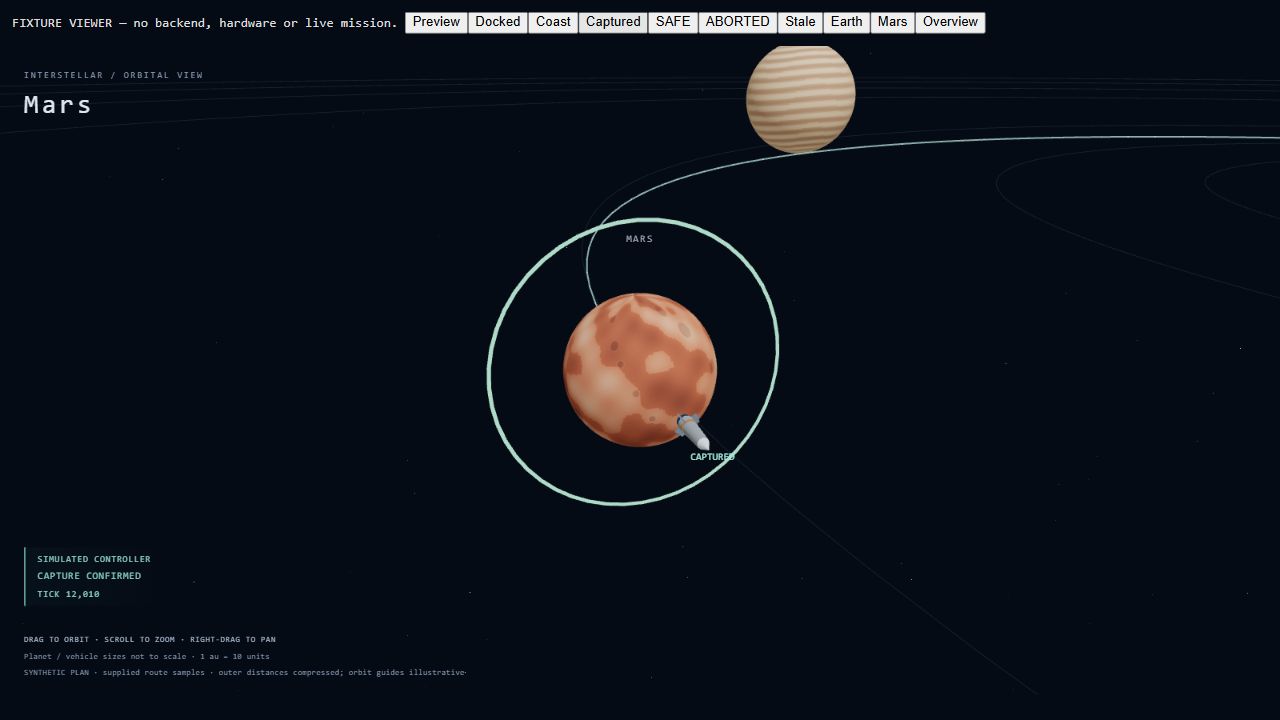 FIXTURE VIEWER — no backend, hardware or live mission. Preview Docked Coast Captured SAFE ABORTED Stale Earth Mars Overview
INTERSTELLAR / ORBITAL VIEW
Mars
MARS
CAPTURED
SIMULATED CONTROLLER
CAPTURE CONFIRMED
TICK 12,010
DRAG TO ORBIT · SCROLL TO ZOOM · RIGHT-DRAG TO PAN
Planet / vehicle sizes not to scale · 1 au = 10 units
SYNTHETIC PLAN · supplied route samples · outer distances compressed; orbit guides illustrative